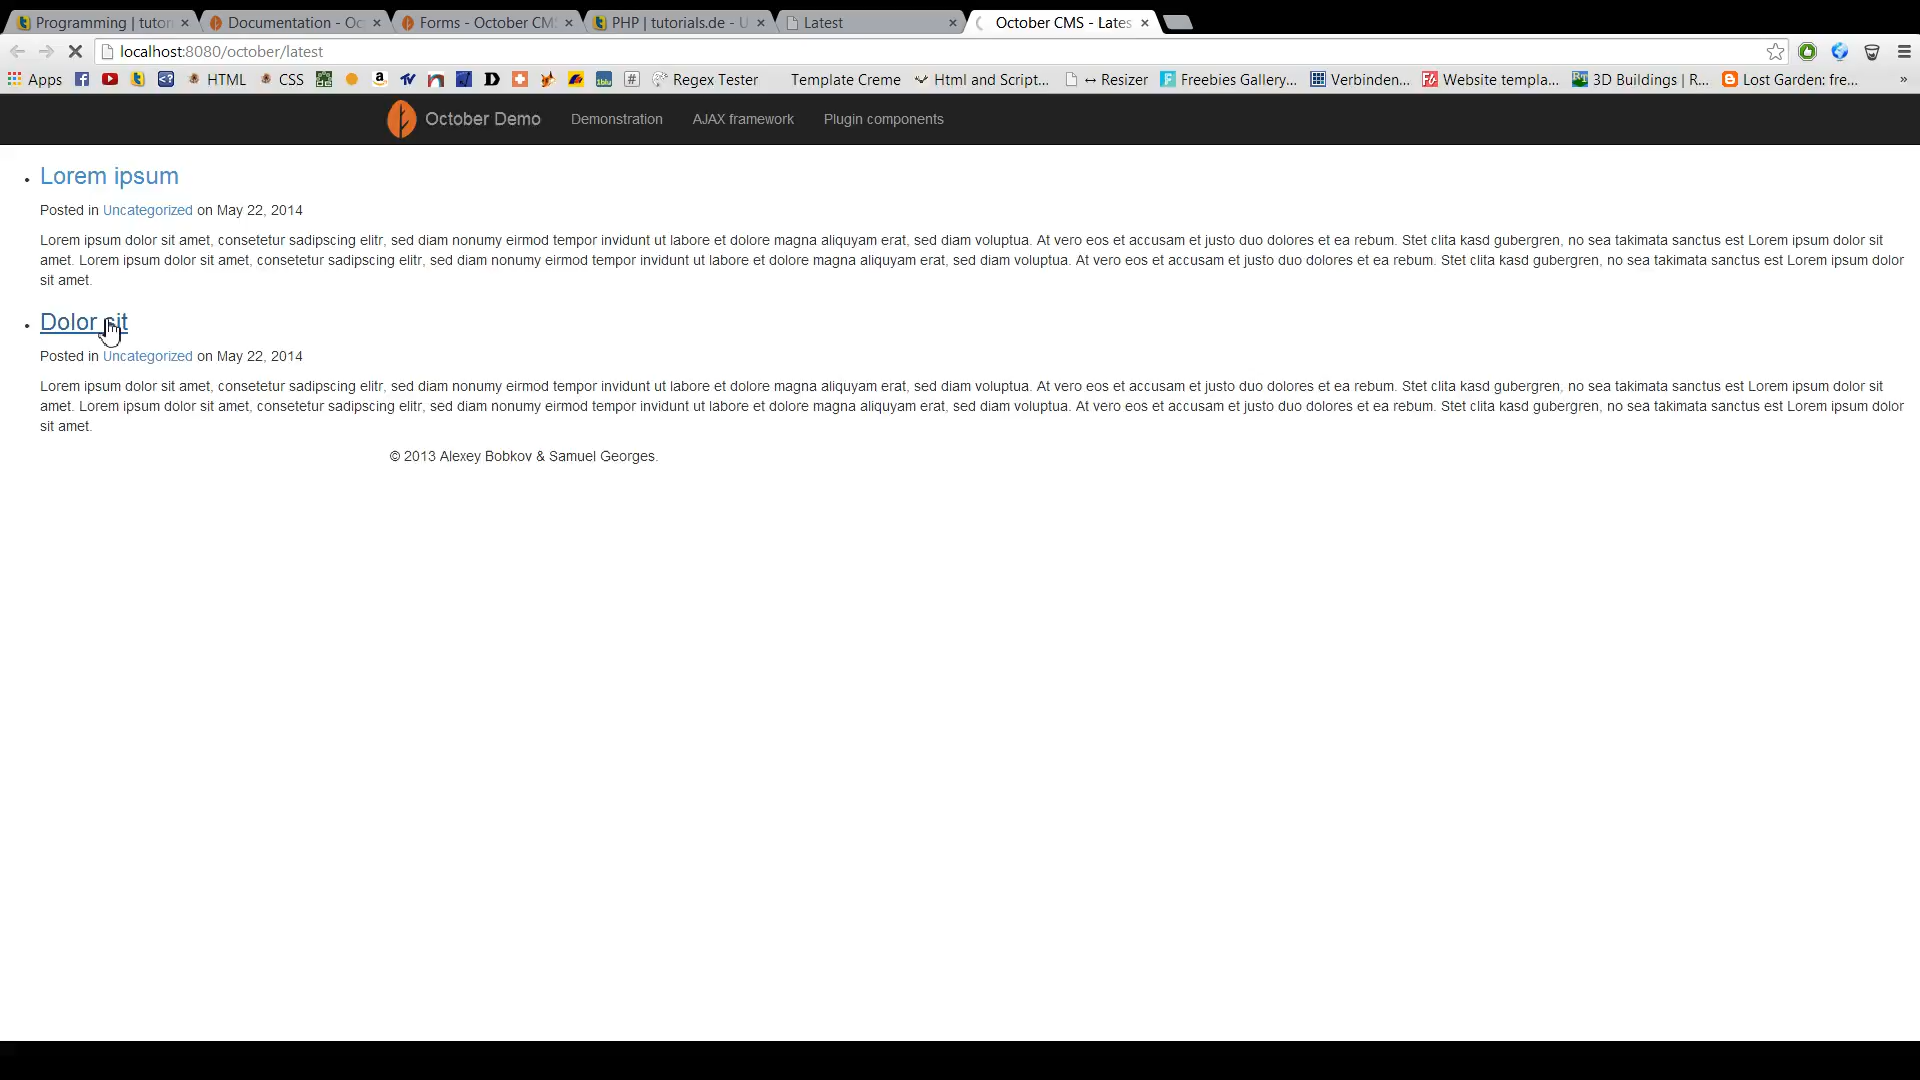 Programming | tutor
Documentation - Oc
Forms - October CM
PHP | tutorials.de - U
Latest
October CMS - Lates
localhost:8080/october/latest
Apps
HTML
CSS
Regex Tester
Template Creme
Html and Script...
↔ Resizer
Freebies Gallery...
Verbinden...
Website templa...
3D Buildings | R...
Lost Garden: fre...
»
October Demo
Demonstration
AJAX framework
Plugin components
• Lorem ipsum
Posted in Uncategorized on May 22, 2014
Lorem ipsum dolor sit amet, consetetur sadipscing elitr, sed diam nonumy eirmod tempor invidunt ut labore et dolore magna aliquyam erat, sed diam voluptua. At vero eos et accusam et justo duo dolores et ea rebum. Stet clita kasd gubergren, no sea takimata sanctus est Lorem ipsum dolor sit
amet. Lorem ipsum dolor sit amet, consetetur sadipscing elitr, sed diam nonumy eirmod tempor invidunt ut labore et dolore magna aliquyam erat, sed diam voluptua. At vero eos et accusam et justo duo dolores et ea rebum. Stet clita kasd gubergren, no sea takimata sanctus est Lorem ipsum dolor
sit amet.
• Dolor sit
Posted in Uncategorized on May 22, 2014
Lorem ipsum dolor sit amet, consetetur sadipscing elitr, sed diam nonumy eirmod tempor invidunt ut labore et dolore magna aliquyam erat, sed diam voluptua. At vero eos et accusam et justo duo dolores et ea rebum. Stet clita kasd gubergren, no sea takimata sanctus est Lorem ipsum dolor sit
amet. Lorem ipsum dolor sit amet, consetetur sadipscing elitr, sed diam nonumy eirmod tempor invidunt ut labore et dolore magna aliquyam erat, sed diam voluptua. At vero eos et accusam et justo duo dolores et ea rebum. Stet clita kasd gubergren, no sea takimata sanctus est Lorem ipsum dolor
sit amet.
© 2013 Alexey Bobkov & Samuel Georges.